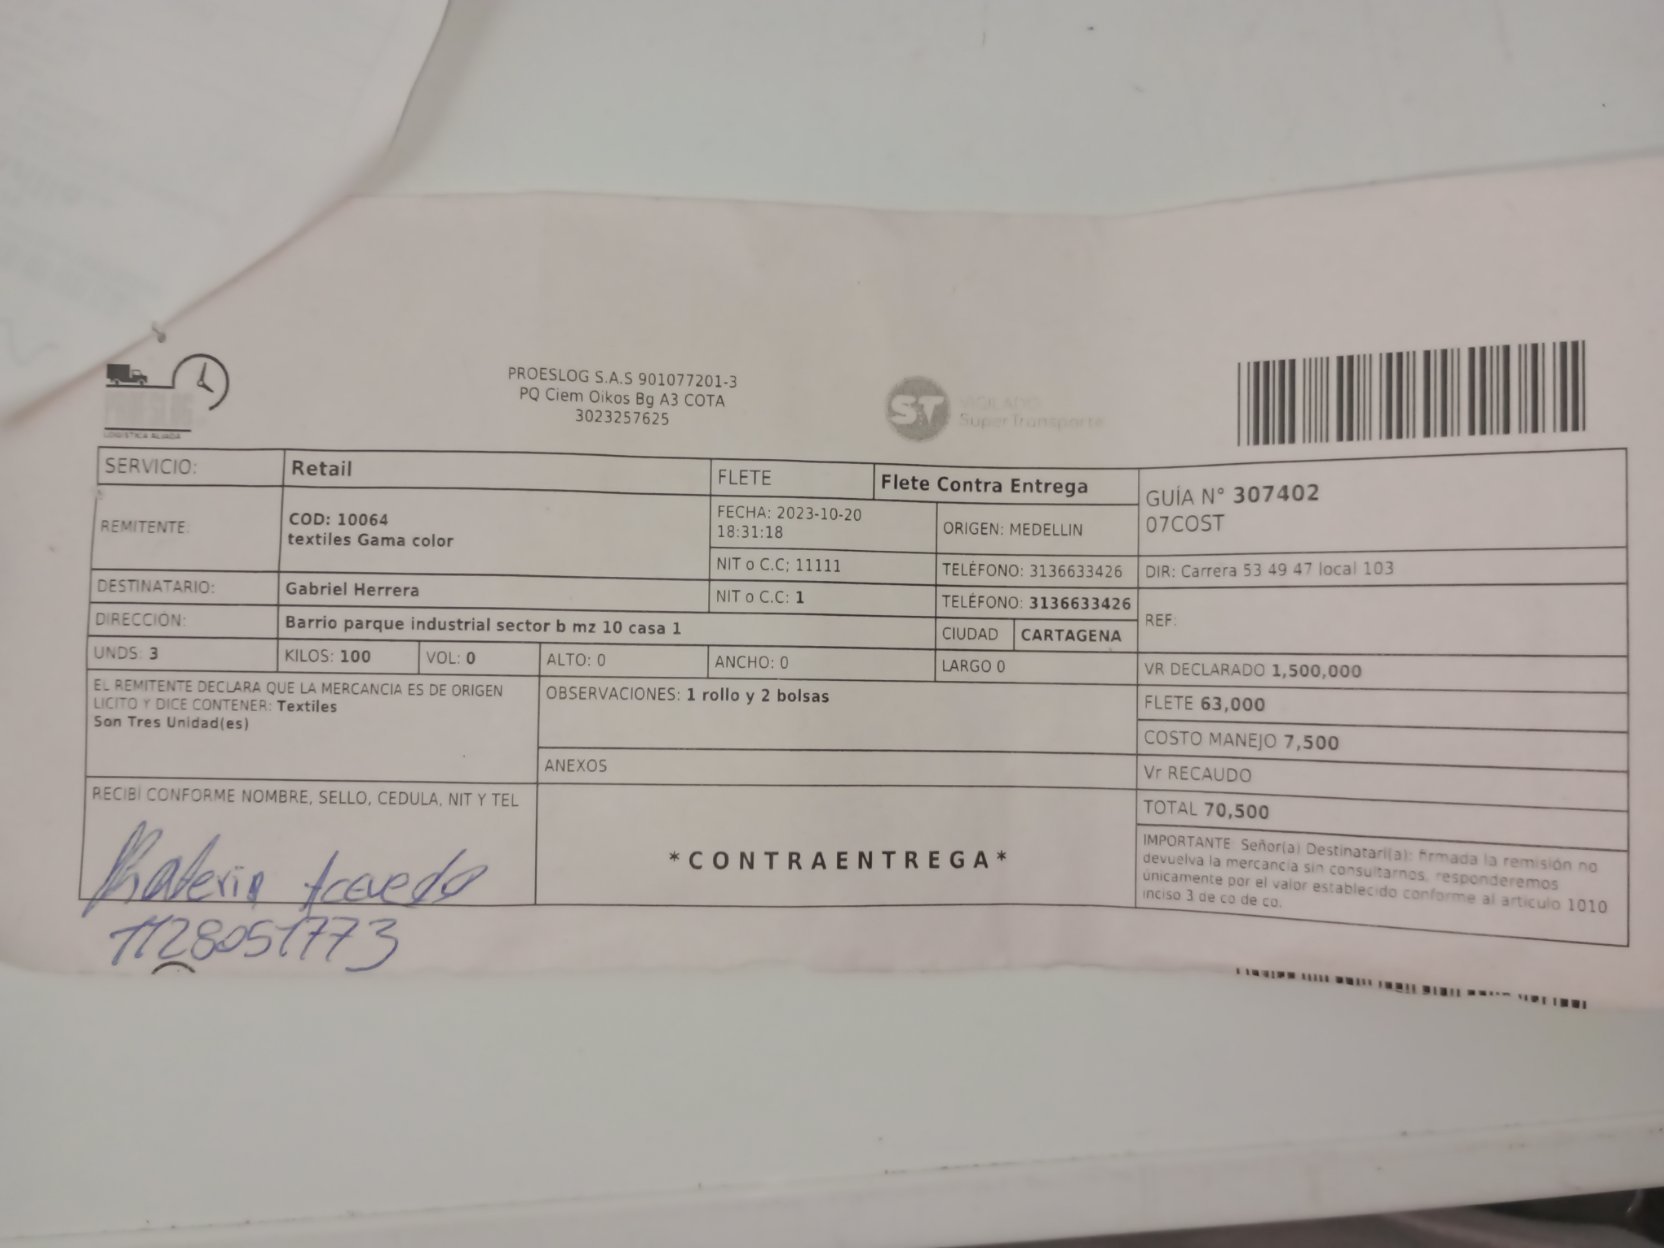 PROESLOG
LOGISTICA ALIADA
PROESLOG S.A.S 901077201-3
PQ Ciem Oikos Bg A3 COTA
3023257625
ST
VIGILADO
SuperTransporte
SERVICIO: Retail
FLETE Flete Contra Entrega
GUÍA N° 307402
07COST
REMITENTE:
COD: 10064
textiles Gama color
FECHA: 2023-10-20
18:31:18
ORIGEN: MEDELLIN
NIT o C.C; 11111
TELÉFONO: 3136633426
DIR: Carrera 53 49 47 local 103
DESTINATARIO: Gabriel Herrera
NIT o C.C: 1
TELÉFONO: 3136633426
REF:
DIRECCIÓN: Barrio parque industrial sector b mz 10 casa 1
CIUDAD CARTAGENA
UNDS: 3
KILOS: 100
VOL: 0
ALTO: 0
ANCHO: 0
LARGO 0
VR DECLARADO 1,500,000
EL REMITENTE DECLARA QUE LA MERCANCIA ES DE ORIGEN
LICITO Y DICE CONTENER: Textiles
Son Tres Unidad(es)
OBSERVACIONES: 1 rollo y 2 bolsas
FLETE 63,000
COSTO MANEJO 7,500
ANEXOS
Vr RECAUDO
TOTAL 70,500
RECIBÍ CONFORME NOMBRE, SELLO, CEDULA, NIT Y TEL
Katerin Acevedo
1128051773
*CONTRAENTREGA*
IMPORTANTE: Señor(a) Destinatari(a): firmada la remisión no
devuelva la mercancia sin consultarnos, responderemos
únicamente por el valor establecido conforme al articulo 1010
inciso 3 de co de co.